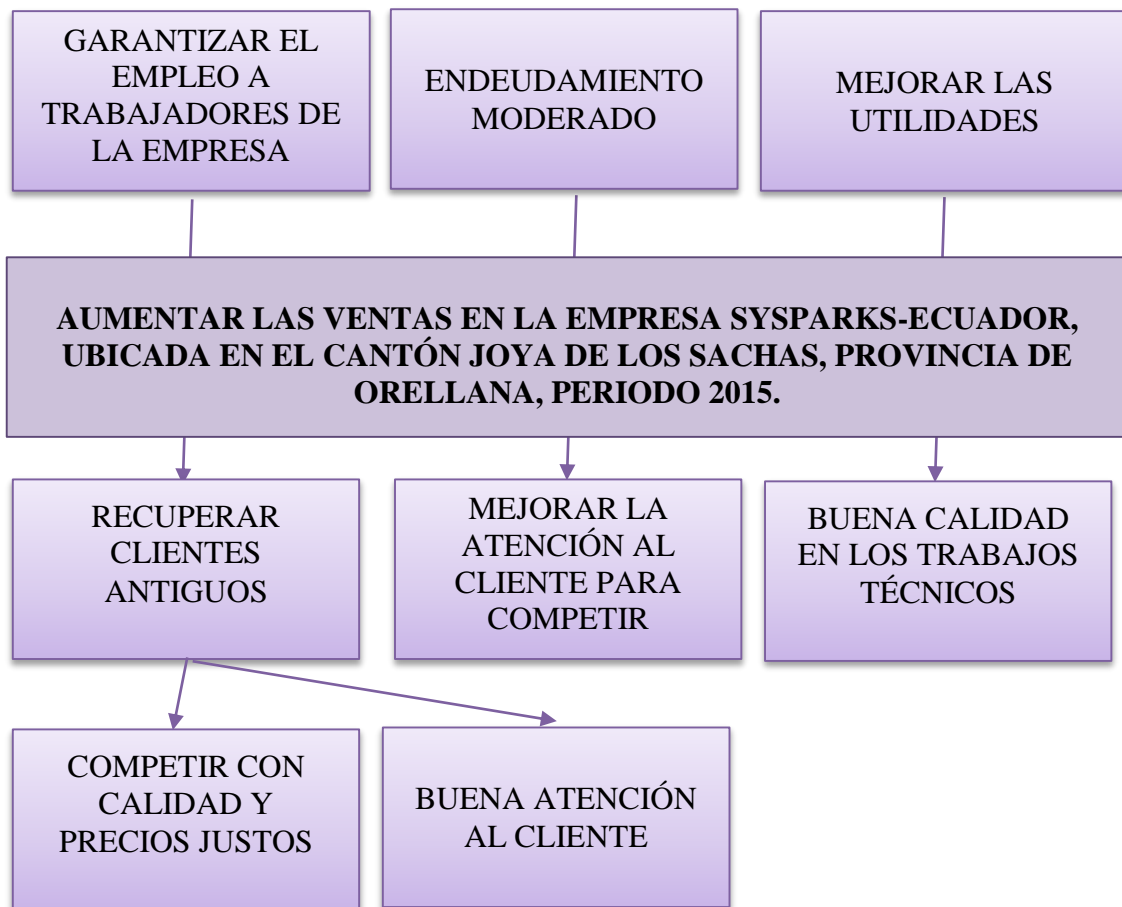 GARANTIZAR EL
EMPLEO A
TRABAJADORES DE
LA EMPRESA
ENDEUDAMIENTO
MODERADO
MEJORAR LAS
UTILIDADES
AUMENTAR LAS VENTAS EN LA EMPRESA SYSPARKS-ECUADOR,
UBICADA EN EL CANTÓN JOYA DE LOS SACHAS, PROVINCIA DE
ORELLANA, PERIODO 2015.
RECUPERAR
CLIENTES
ANTIGUOS
MEJORAR LA
ATENCIÓN AL
CLIENTE PARA
COMPETIR
BUENA CALIDAD
EN LOS TRABAJOS
TÉCNICOS
COMPETIR CON
CALIDAD Y
PRECIOS JUSTOS
BUENA ATENCIÓN
AL CLIENTE